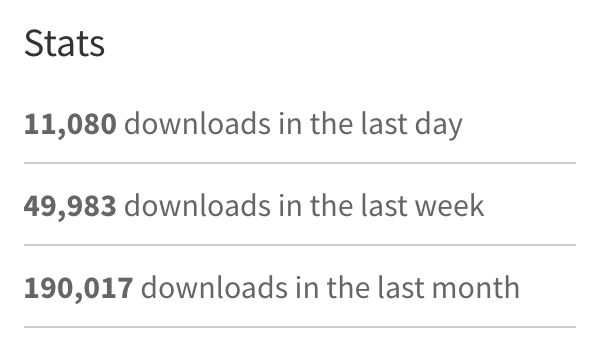 Stats
11,080 downloads in the last day
49,983 downloads in the last week
190,017 downloads in the last month